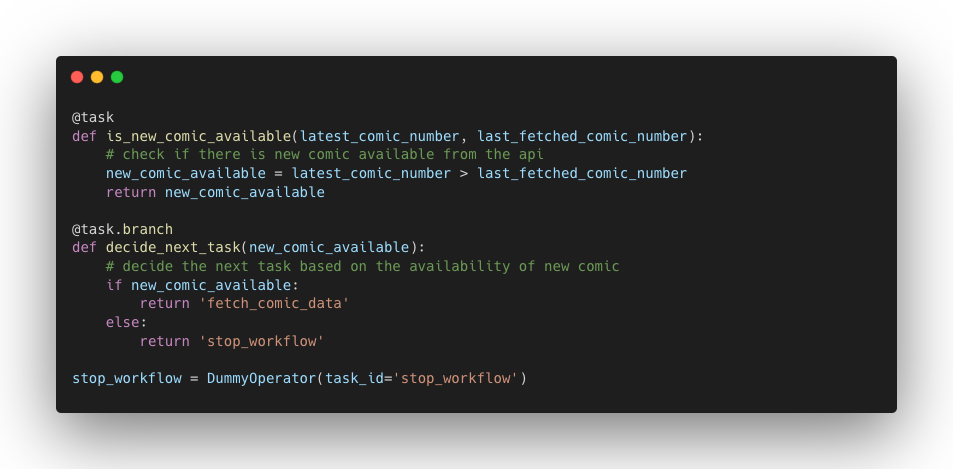 @task
def is_new_comic_available(latest_comic_number, last_fetched_comic_number):
    # check if there is new comic available from the api
    new_comic_available = latest_comic_number > last_fetched_comic_number
    return new_comic_available

@task.branch
def decide_next_task(new_comic_available):
    # decide the next task based on the availability of new comic
    if new_comic_available:
        return 'fetch_comic_data'
    else:
        return 'stop_workflow'

stop_workflow = DummyOperator(task_id='stop_workflow')